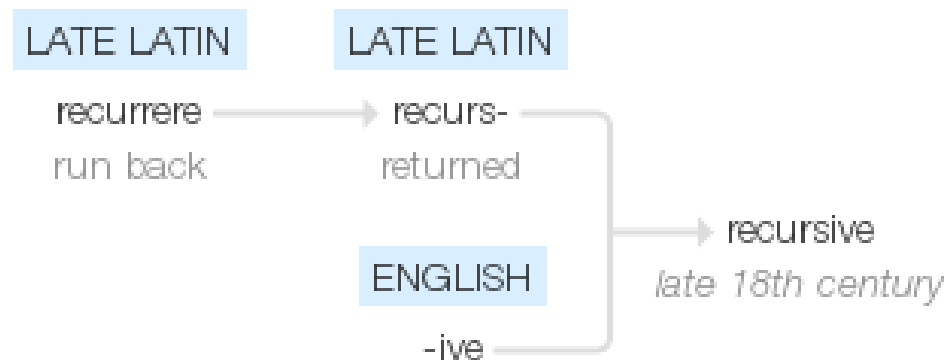 LATE LATIN LATE LATIN
recurrere recurs-
run back returned
recursive
ENGLISH
late 18th century
-ive